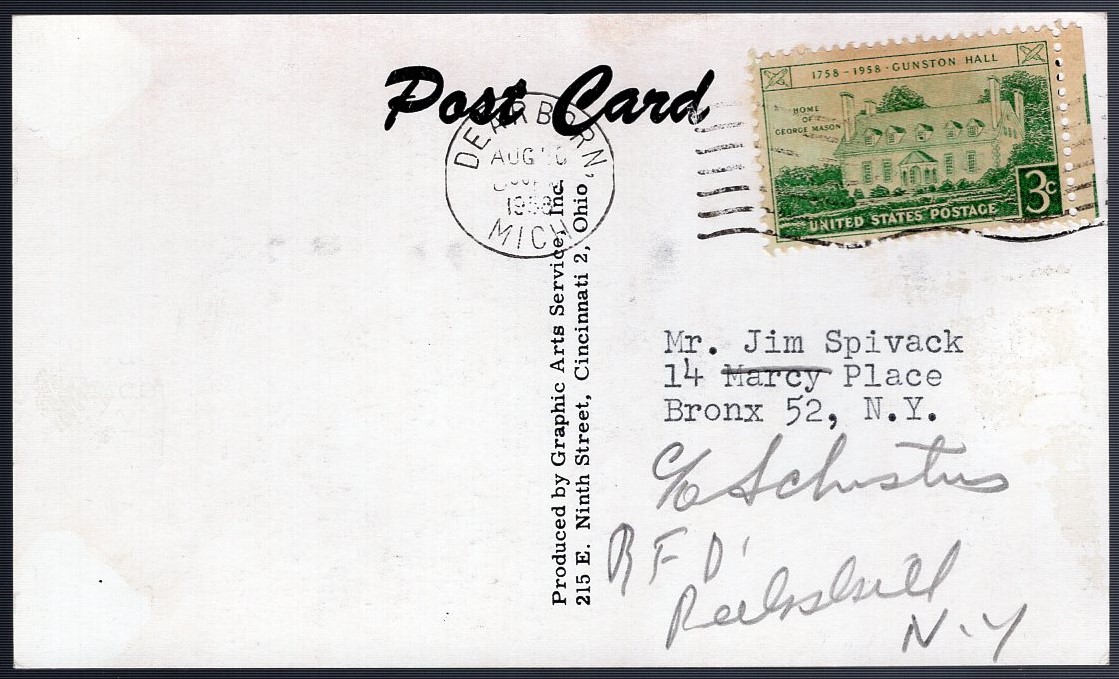 Post Card
DEARBORN,
AUG
1958
MICH
1758-1958·GUNSTON HALL
HOME
OF
GEORGE MASON
3c
UNITED STATES POSTAGE
Produced by Graphic Arts Service, Inc.
215 E. Ninth Street, Cincinnati 2, Ohio
Mr. Jim Spivack
14 Marcy Place
Bronx 52, N.Y.
c/o
RFD
Peekskill
N.Y